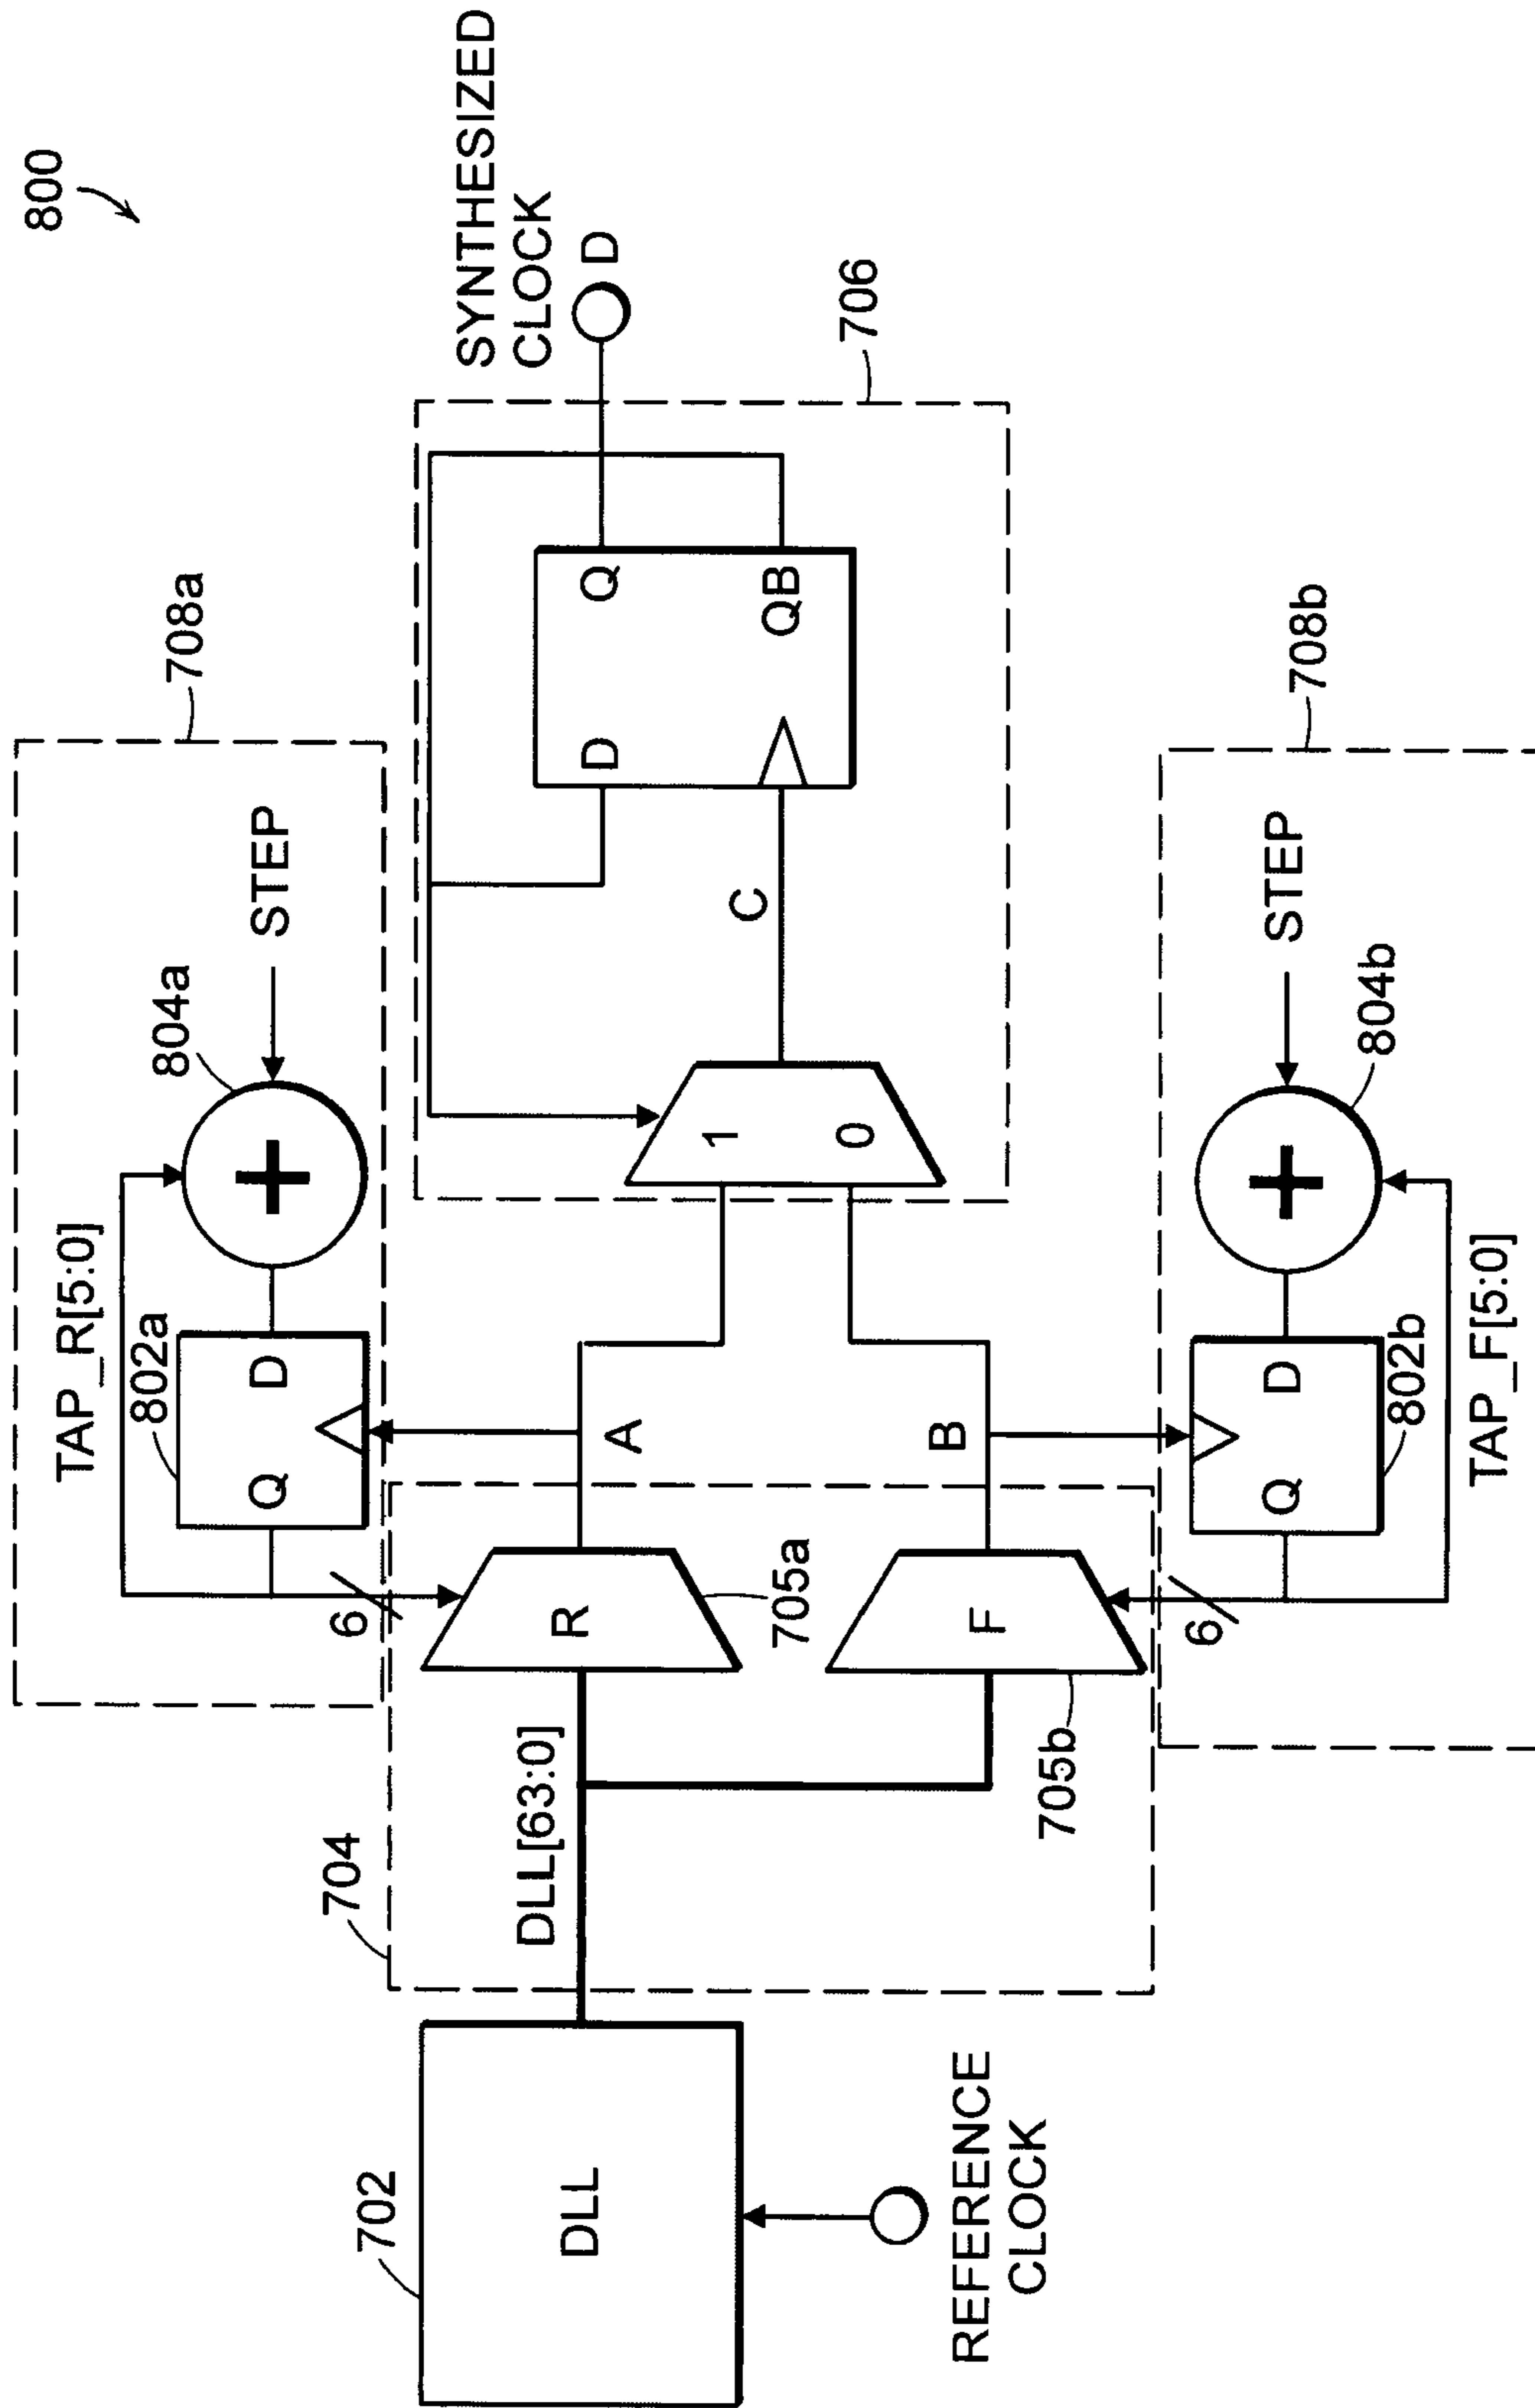 800
708a
TAP_R[5:0]
802a
804a
STEP
Q
D
6
704
DLL[63:0]
R
705a
A
F
705b
B
1
0
C
D
Q
QB
SYNTHESIZED
CLOCK
D
706
702
DLL
REFERENCE
CLOCK
708b
6
Q
D
802b
804b
STEP
TAP_F[5:0]